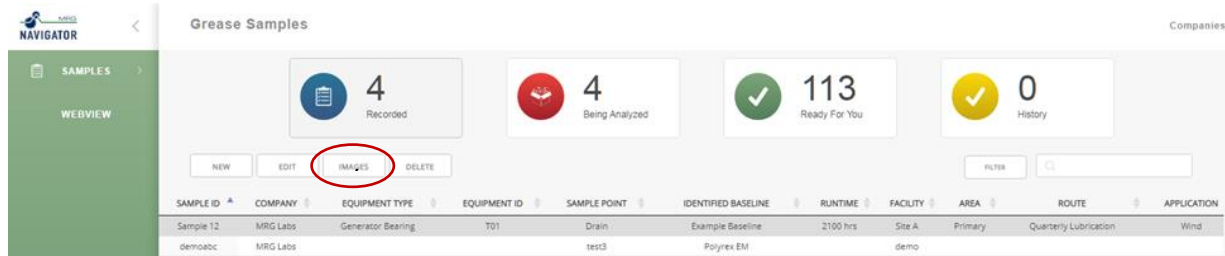 MRG
NAVIGATOR
Grease Samples
Companies
SAMPLES
WEBVIEW
4
Recorded
4
Being Analyzed
113
Ready For You
0
History
NEW EDIT IMAGES DELETE FILTER
SAMPLE ID COMPANY EQUIPMENT TYPE EQUIPMENT ID SAMPLE POINT IDENTIFIED BASELINE RUNTIME FACILITY AREA ROUTE APPLICATION
Sample 12 MRG Labs Generator Bearing T01 Drain Example Baseline 2100 hrs Site A Primary Quarterly Lubrication Wind
demoabc MRG Labs test3 Polyrex EM demo